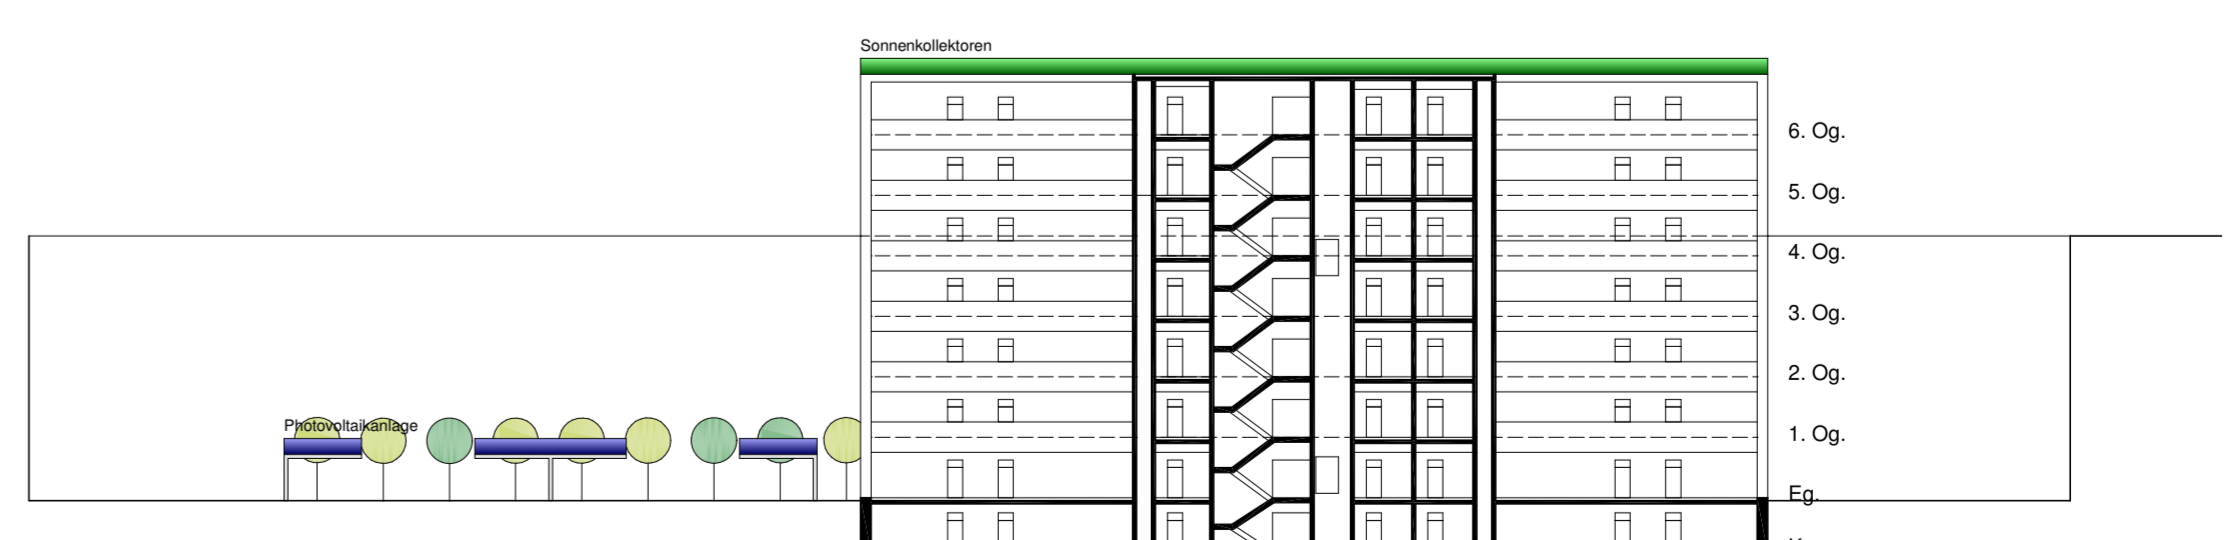 Sonnenkollektoren
6. Og.
5. Og.
4. Og.
3. Og.
2. Og.
Photovoltaikanlage
1. Og.
Eg.